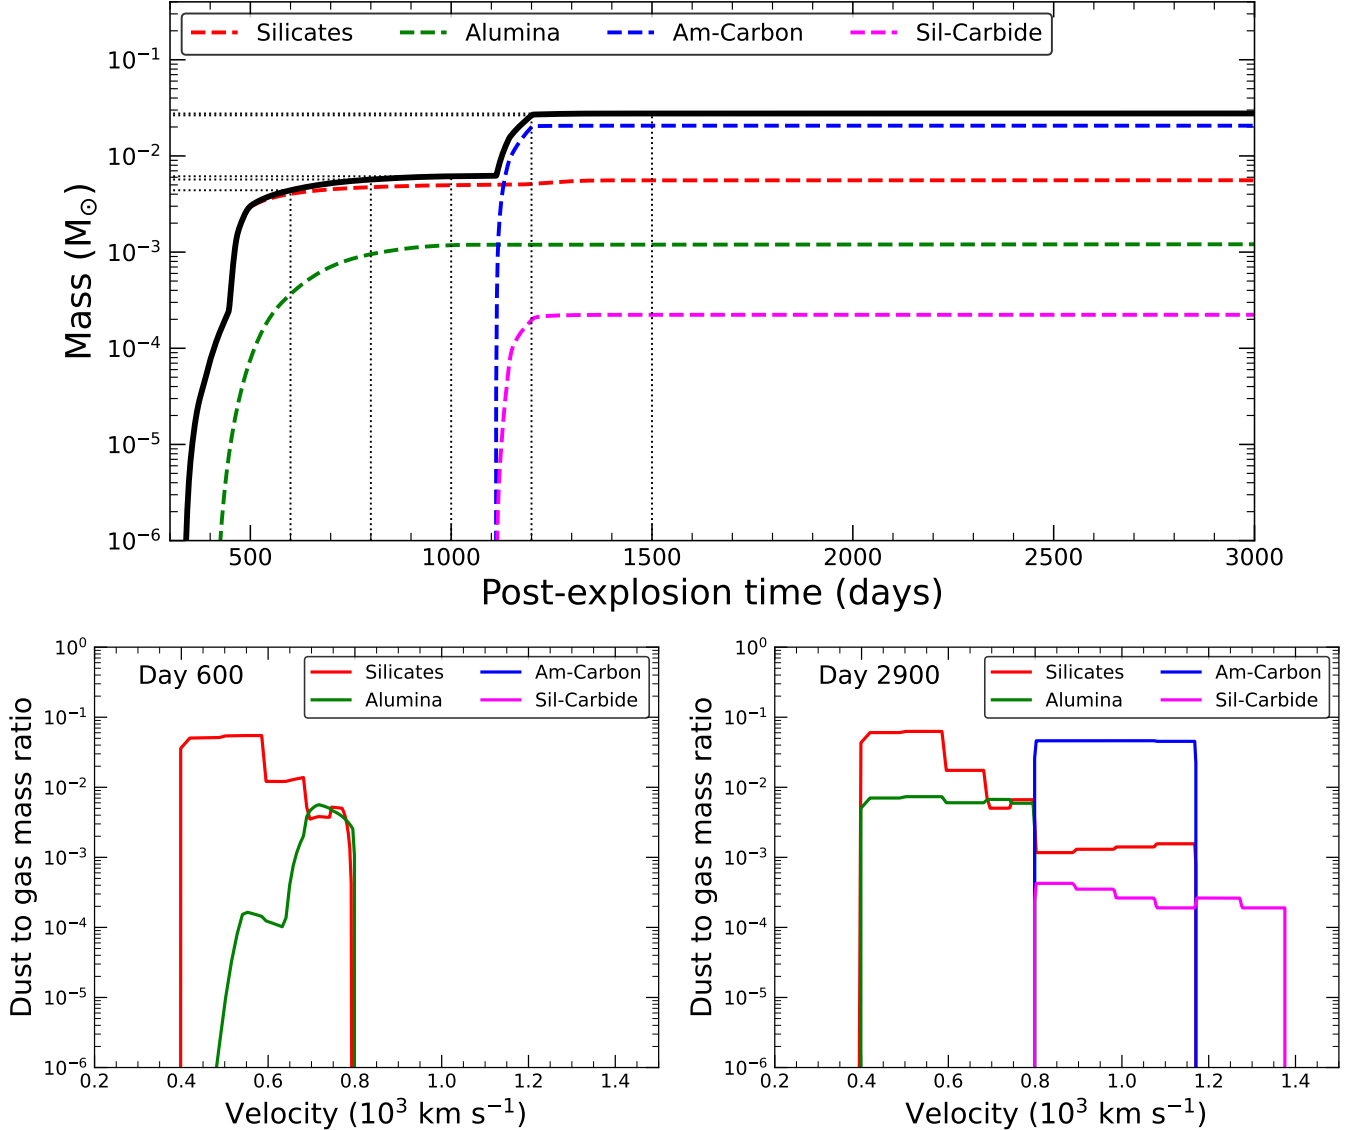 Silicates Alumina Am-Carbon Sil-Carbide
10⁻¹
10⁻²
10⁻³
10⁻⁴
10⁻⁵
10⁻⁶
Mass (M⊙)
500 1000 1500 2000 2500 3000
Post-explosion time (days)
Day 600
Silicates Am-Carbon
Alumina Sil-Carbide
10⁰
10⁻¹
10⁻²
10⁻³
10⁻⁴
10⁻⁵
10⁻⁶
Dust to gas mass ratio
0.2 0.4 0.6 0.8 1.0 1.2 1.4
Velocity (10³ km s⁻¹)
Day 2900
Silicates Am-Carbon
Alumina Sil-Carbide
10⁰
10⁻¹
10⁻²
10⁻³
10⁻⁴
10⁻⁵
10⁻⁶
Dust to gas mass ratio
0.2 0.4 0.6 0.8 1.0 1.2 1.4
Velocity (10³ km s⁻¹)